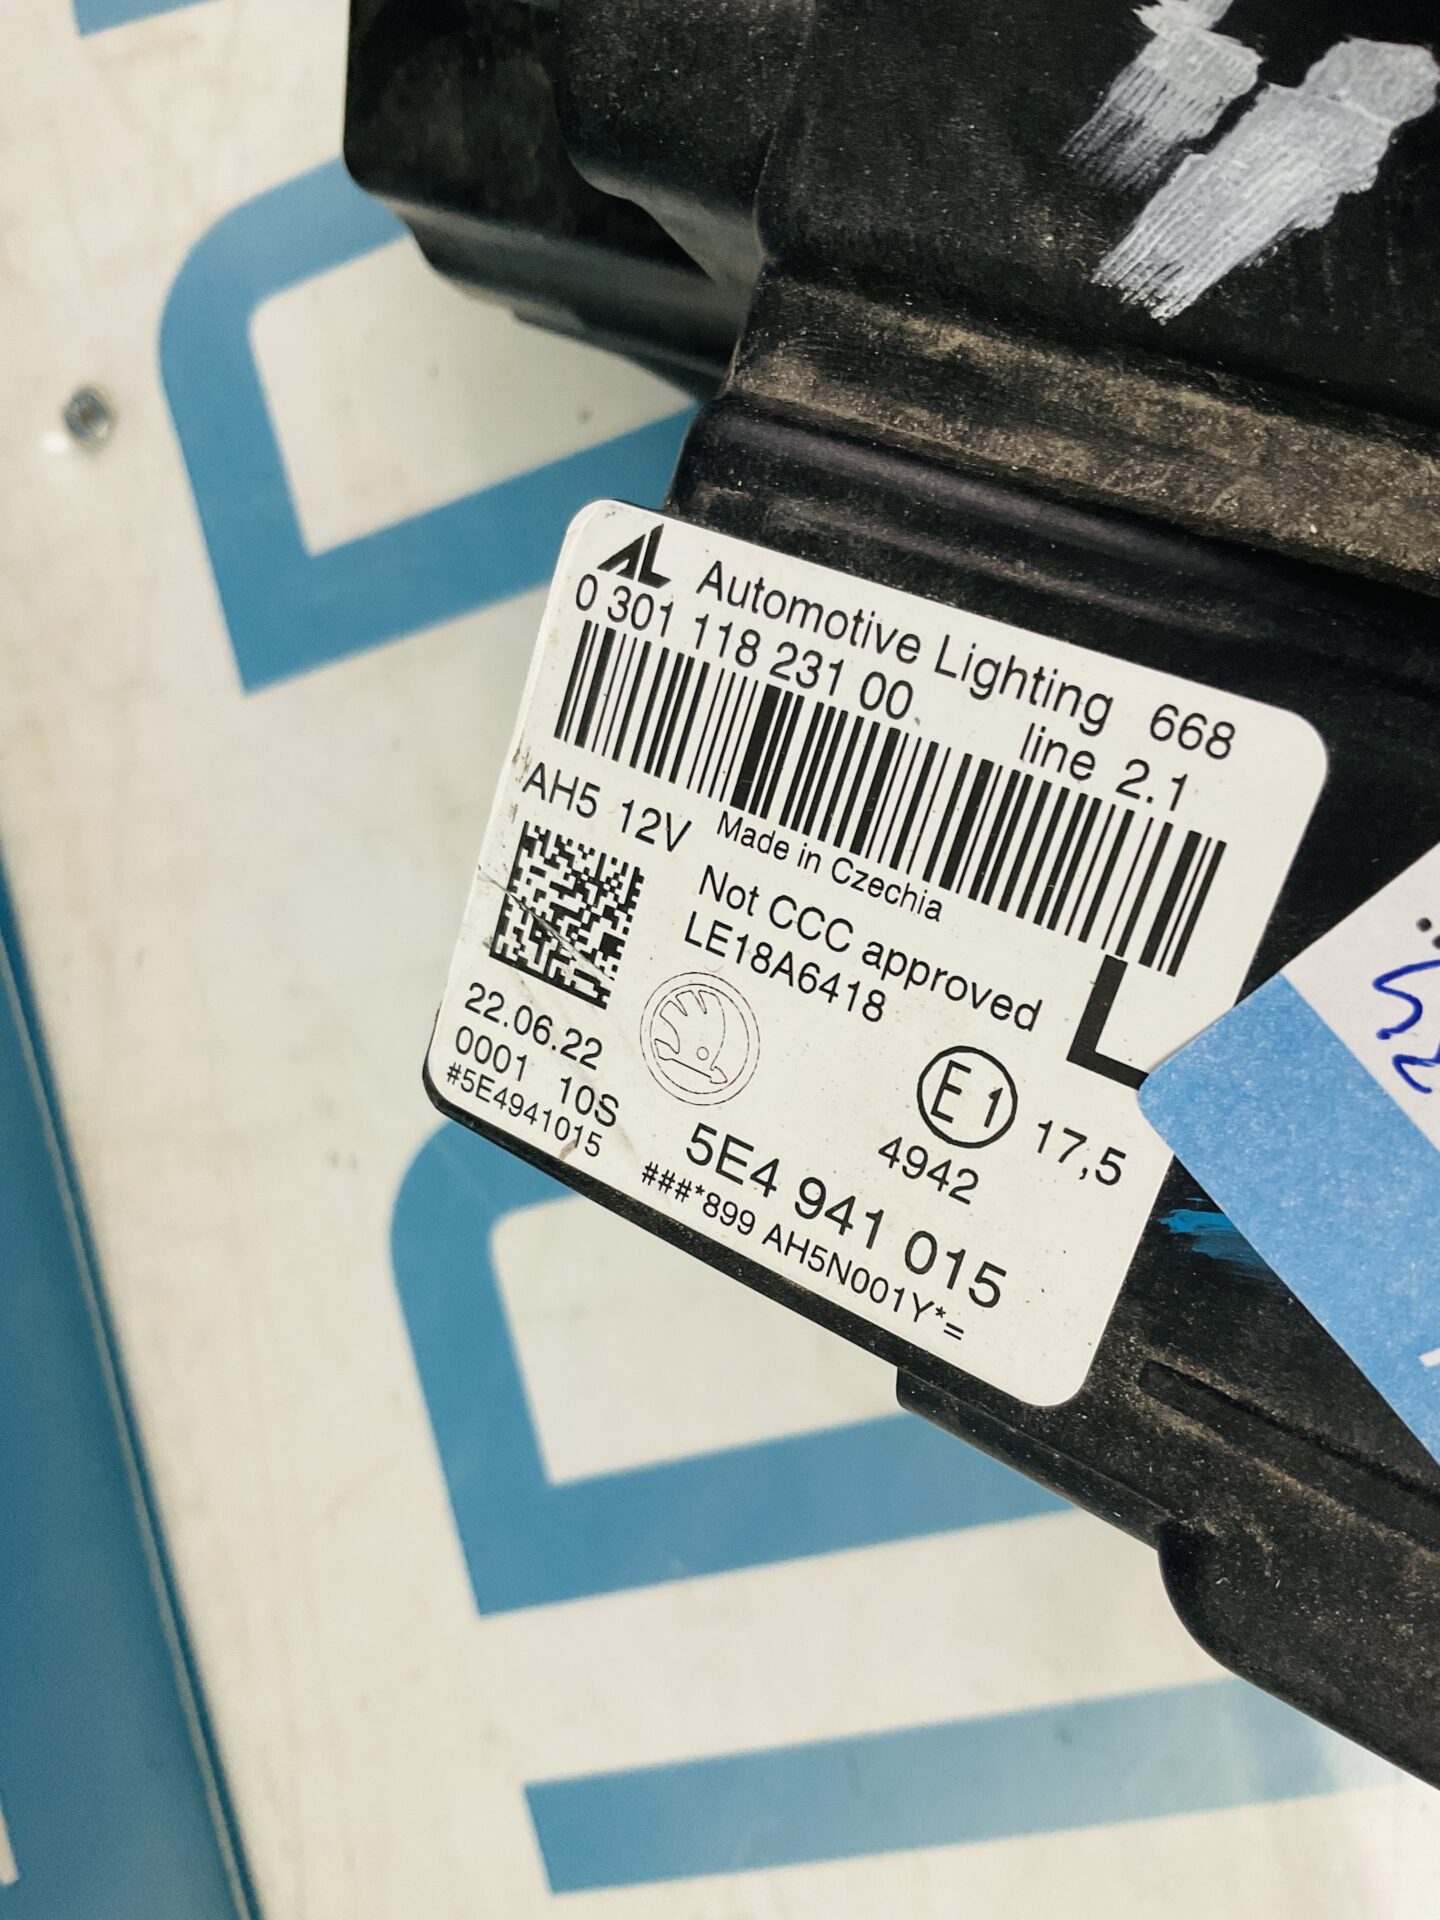 AL Automotive Lighting 668
0 301 118 231 00 line 2.1
AH5 12V Made in Czechia
Not CCC approved
LE18A6418 L
22.06.22
0001 10S
#5E4941015
E1 17,5
4942
5E4 941 015
###*899 AH5N001Y*=